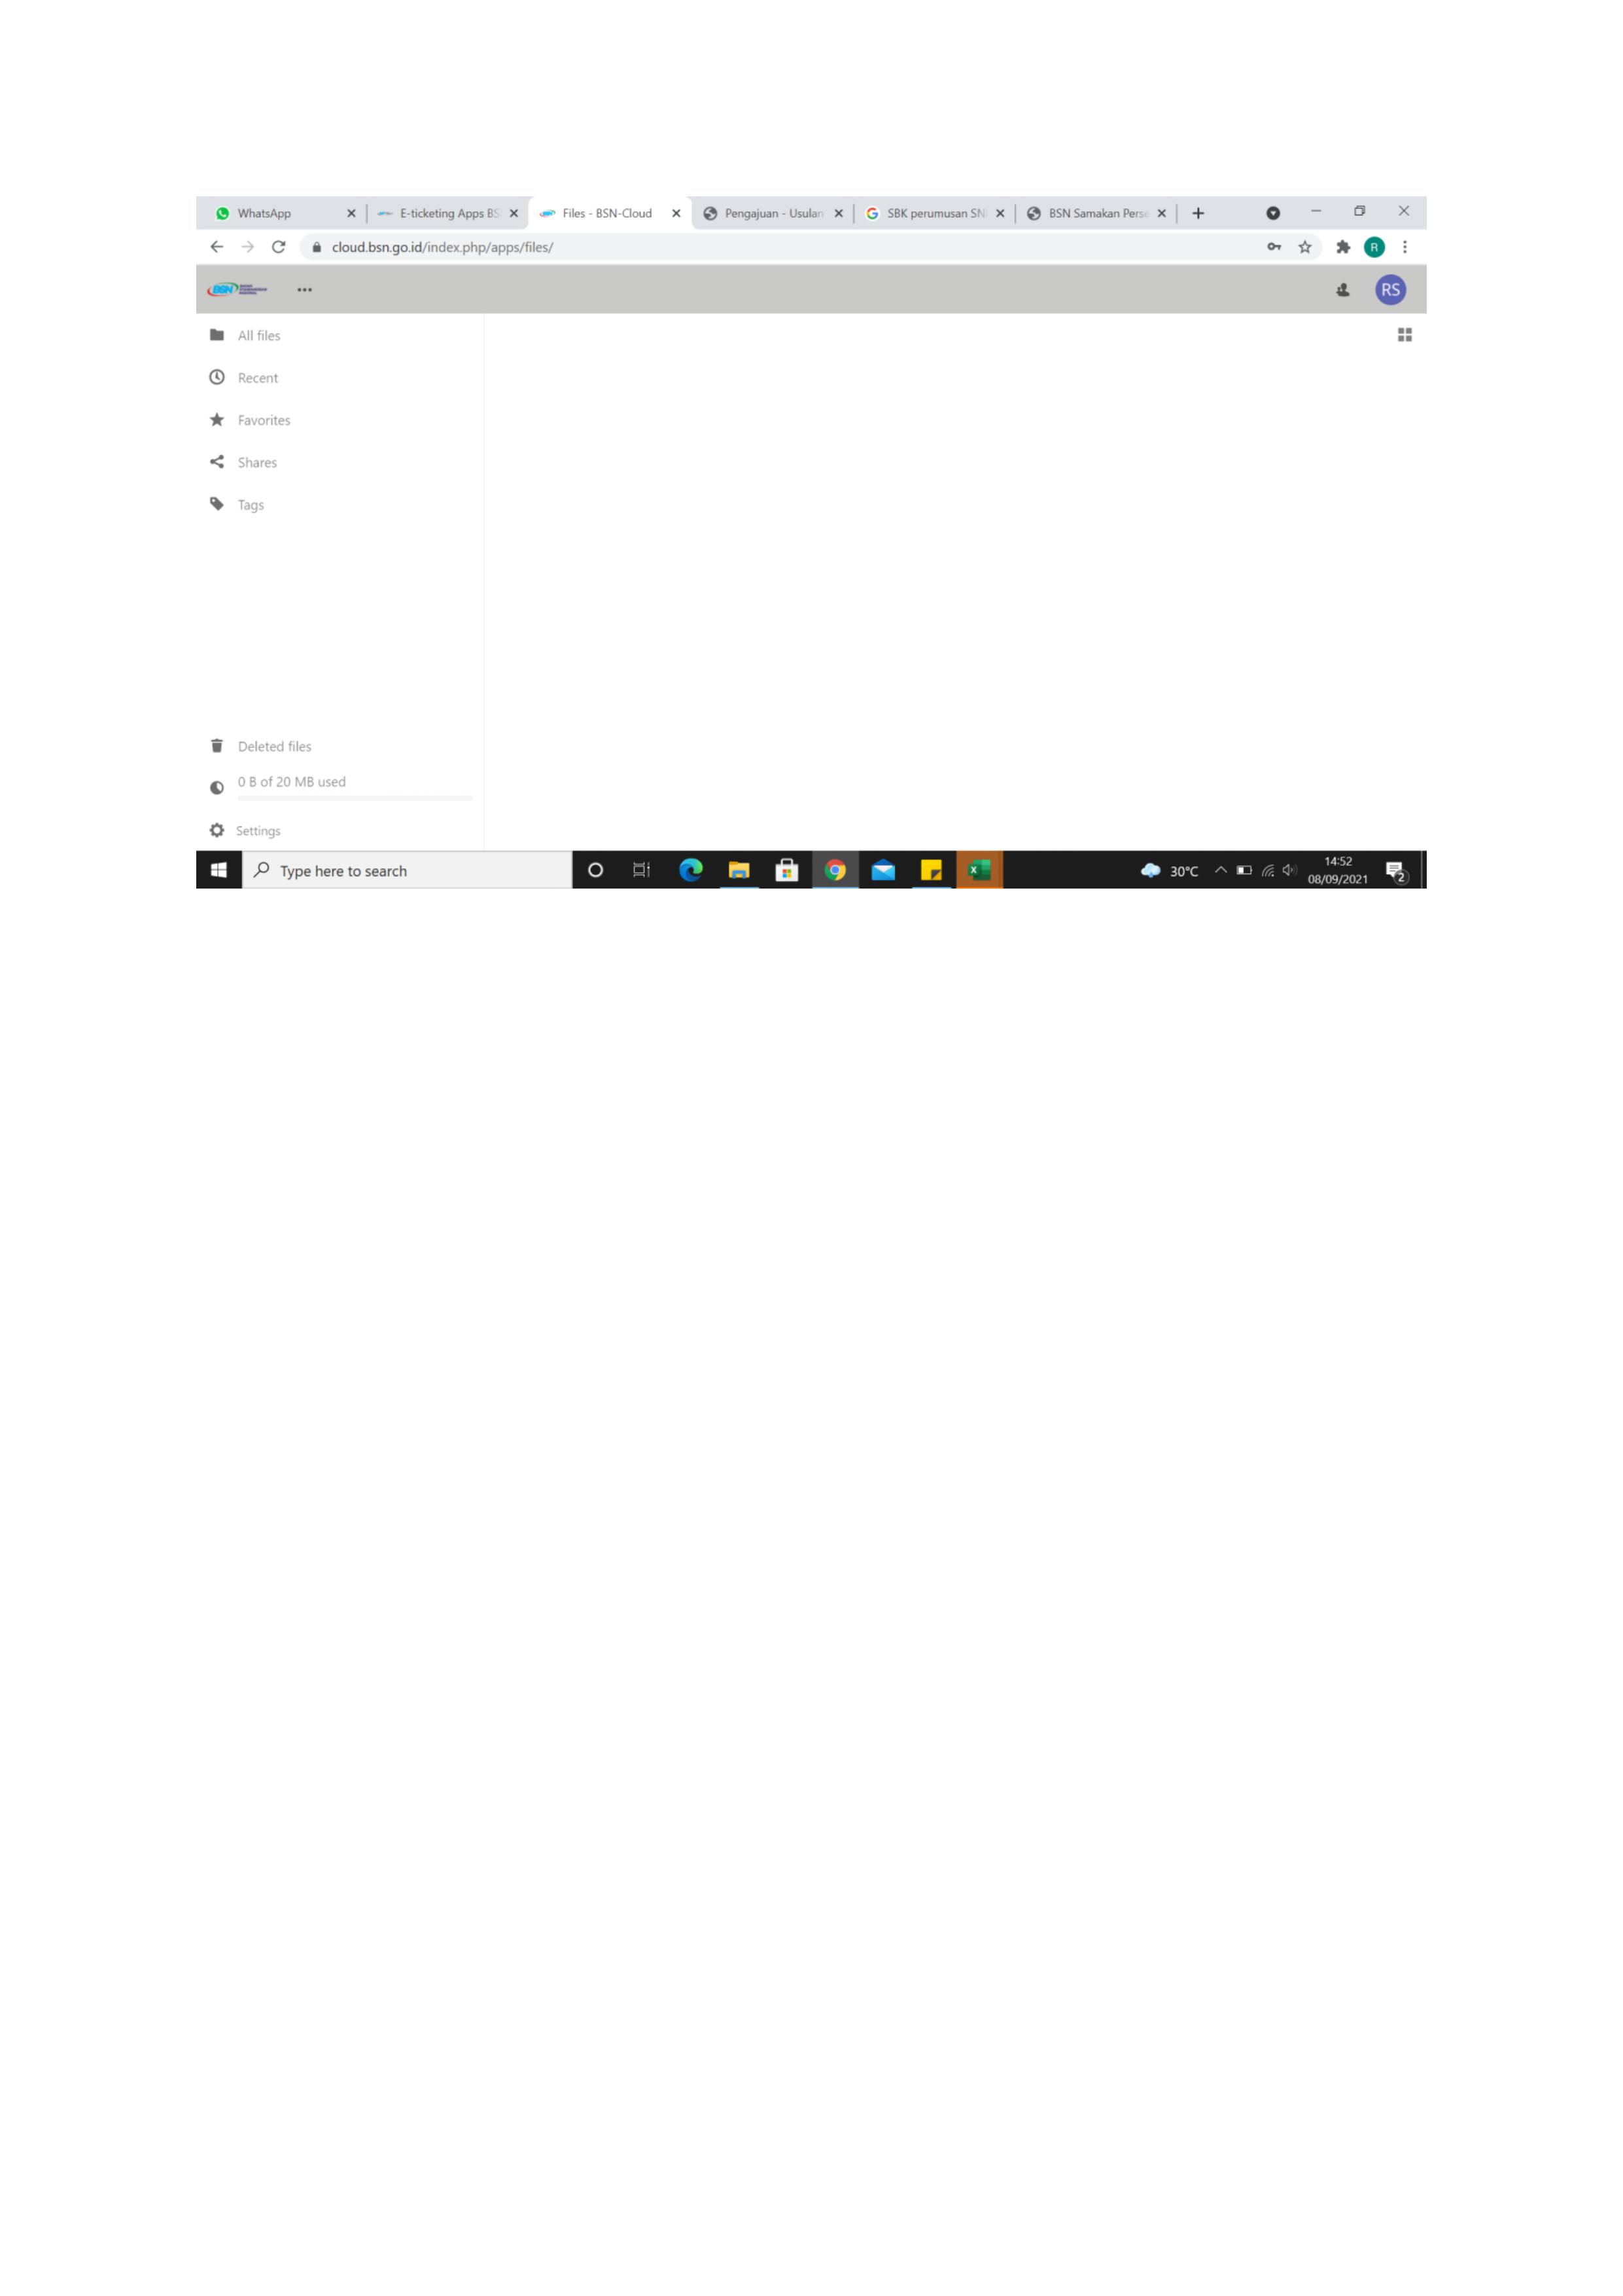 WhatsApp E-ticketing Apps BS Files - BSN-Cloud Pengajuan - Usulan SBK perumusan SN BSN Samakan Perse
cloud.bsn.go.id/index.php/apps/files/ R
BSN RS
All files
Recent
Favorites
Shares
Tags
Deleted files
0 B of 20 MB used
Settings
Type here to search 30°C 14:52
08/09/2021 2